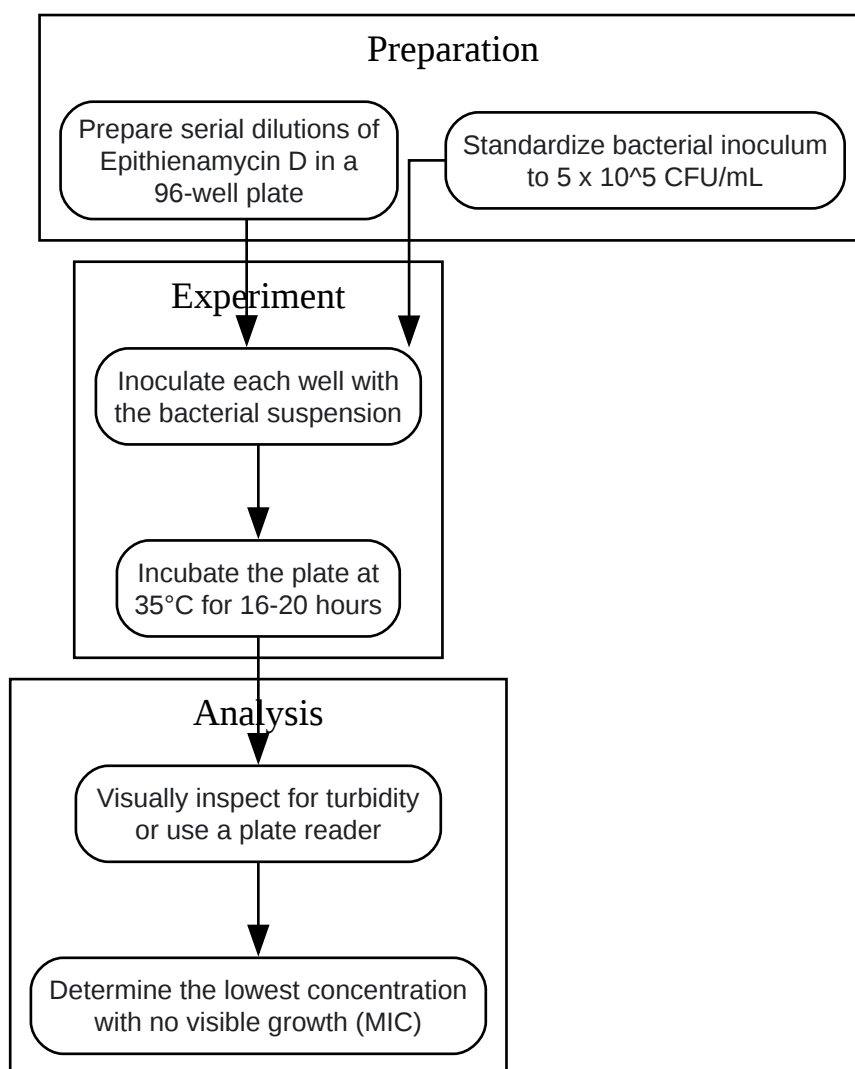 Preparation
Prepare serial dilutions of
Epithienamycin D in a
96-well plate
Standardize bacterial inoculum
to 5 x 10^5 CFU/mL
Experiment
Inoculate each well with
the bacterial suspension
Incubate the plate at
35°C for 16-20 hours
Analysis
Visually inspect for turbidity
or use a plate reader
Determine the lowest concentration
with no visible growth (MIC)